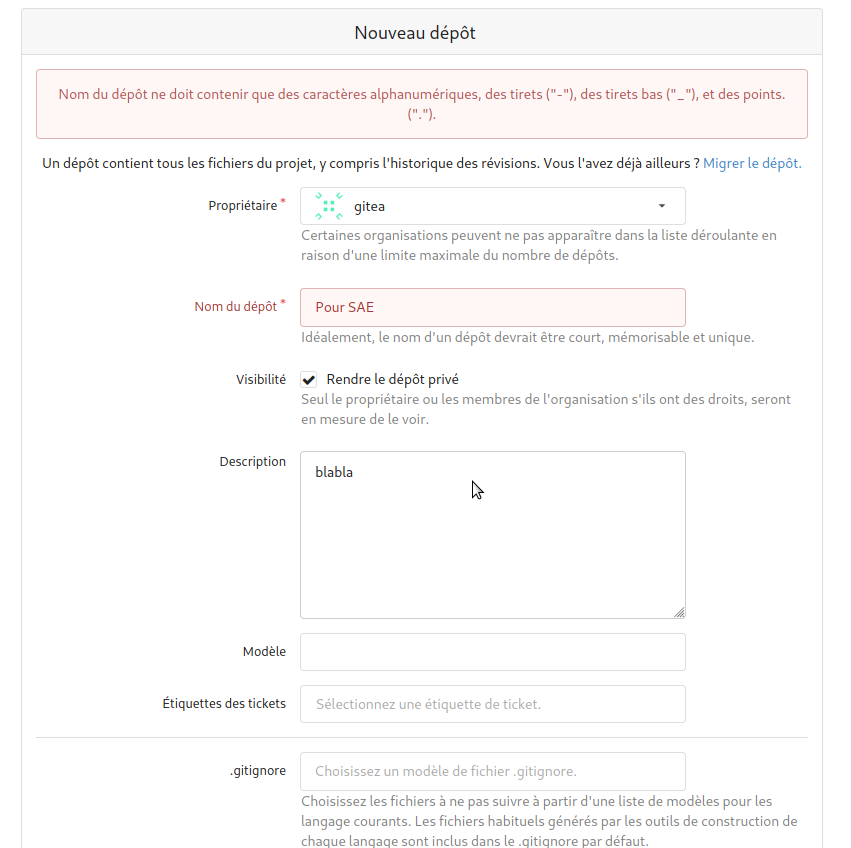 Nouveau dépôt
Nom du dépôt ne doit contenir que des caractères alphanumériques, des tirets ("-"), des tirets bas ("_"), et des points.
(".").
Un dépôt contient tous les fichiers du projet, y compris l'historique des révisions. Vous l'avez déjà ailleurs ? Migrer le dépôt.
Propriétaire *
gitea
Certaines organisations peuvent ne pas apparaître dans la liste déroulante en
raison d'une limite maximale du nombre de dépôts.
Nom du dépôt *
Pour SAE
Idéalement, le nom d'un dépôt devrait être court, mémorisable et unique.
Visibilité
Rendre le dépôt privé
Seul le propriétaire ou les membres de l'organisation s'ils ont des droits, seront
en mesure de le voir.
Description
blabla
Modèle
Étiquettes des tickets
Sélectionnez une étiquette de ticket.
.gitignore
Choisissez un modèle de fichier .gitignore.
Choisissez les fichiers à ne pas suivre à partir d'une liste de modèles pour les
langage courants. Les fichiers habituels générés par les outils de construction de
chaque langage sont inclus dans le .gitignore par défaut.